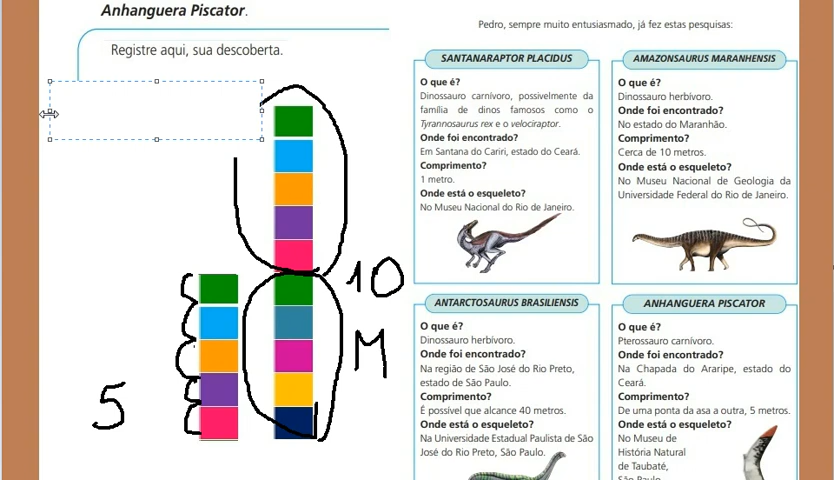 Anhanguera Piscator.
Registre aqui, sua descoberta.
10
M
5
Pedro, sempre muito entusiasmado, já fez estas pesquisas:
SANTANARAPTOR PLACIDUS
O que é?
Dinossauro carnívoro, possivelmente da
família de dinos famosos como o
Tyrannosaurus rex e o velociraptor.
Onde foi encontrado?
Em Santana do Cariri, estado do Ceará.
Comprimento?
1 metro.
Onde está o esqueleto?
No Museu Nacional do Rio de Janeiro.
AMAZONSAURUS MARANHENSIS
O que é?
Dinossauro herbívoro.
Onde foi encontrado?
No estado do Maranhão.
Comprimento?
Cerca de 10 metros.
Onde está o esqueleto?
No Museu Nacional de Geologia da
Universidade Federal do Rio de Janeiro.
ANTARCTOSAURUS BRASILIENSIS
O que é?
Dinossauro herbívoro.
Onde foi encontrado?
Na região de São José do Rio Preto,
estado de São Paulo.
Comprimento?
É possível que alcance 40 metros.
Onde está o esqueleto?
Na Universidade Estadual Paulista de São
José do Rio Preto, São Paulo.
ANHANGUERA PISCATOR
O que é?
Pterossauro carnívoro.
Onde foi encontrado?
Na Chapada do Araripe, estado do
Ceará.
Comprimento?
De uma ponta da asa a outra, 5 metros.
Onde está o esqueleto?
No Museu de
História Natural
de Taubaté,
São Paulo.